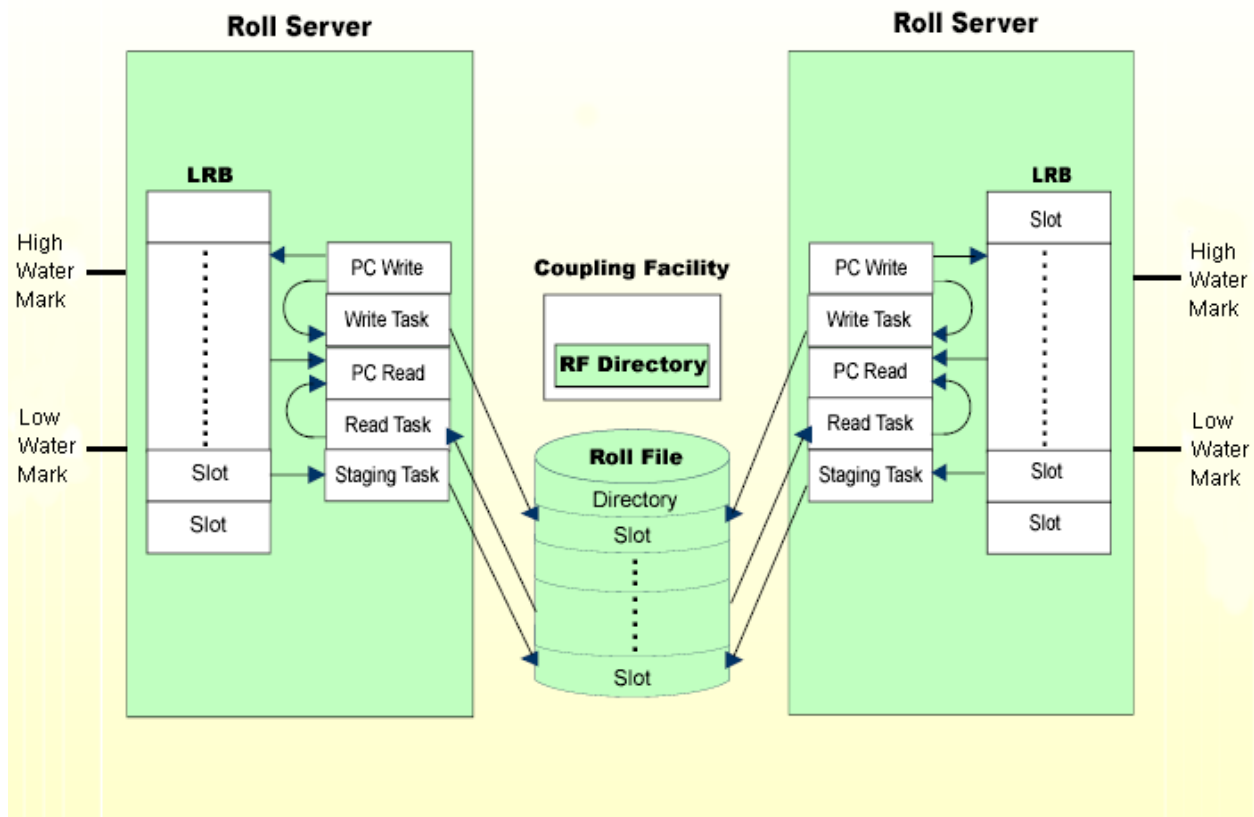 Roll Server
Roll Server
LRB
High
Water
Mark
PC Write
Write Task
PC Read
Read Task
Staging Task
Low
Water
Mark
Slot
Slot
Coupling Facility
RF Directory
Roll File
Directory
Slot
Slot
LRB
Slot
PC Write
Write Task
PC Read
Read Task
Staging Task
Slot
Slot
High
Water
Mark
Low
Water
Mark